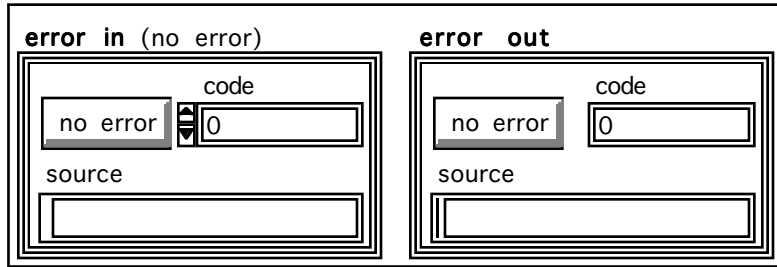 error in (no error)
error out
code
no error
0
source
code
no error
0
source